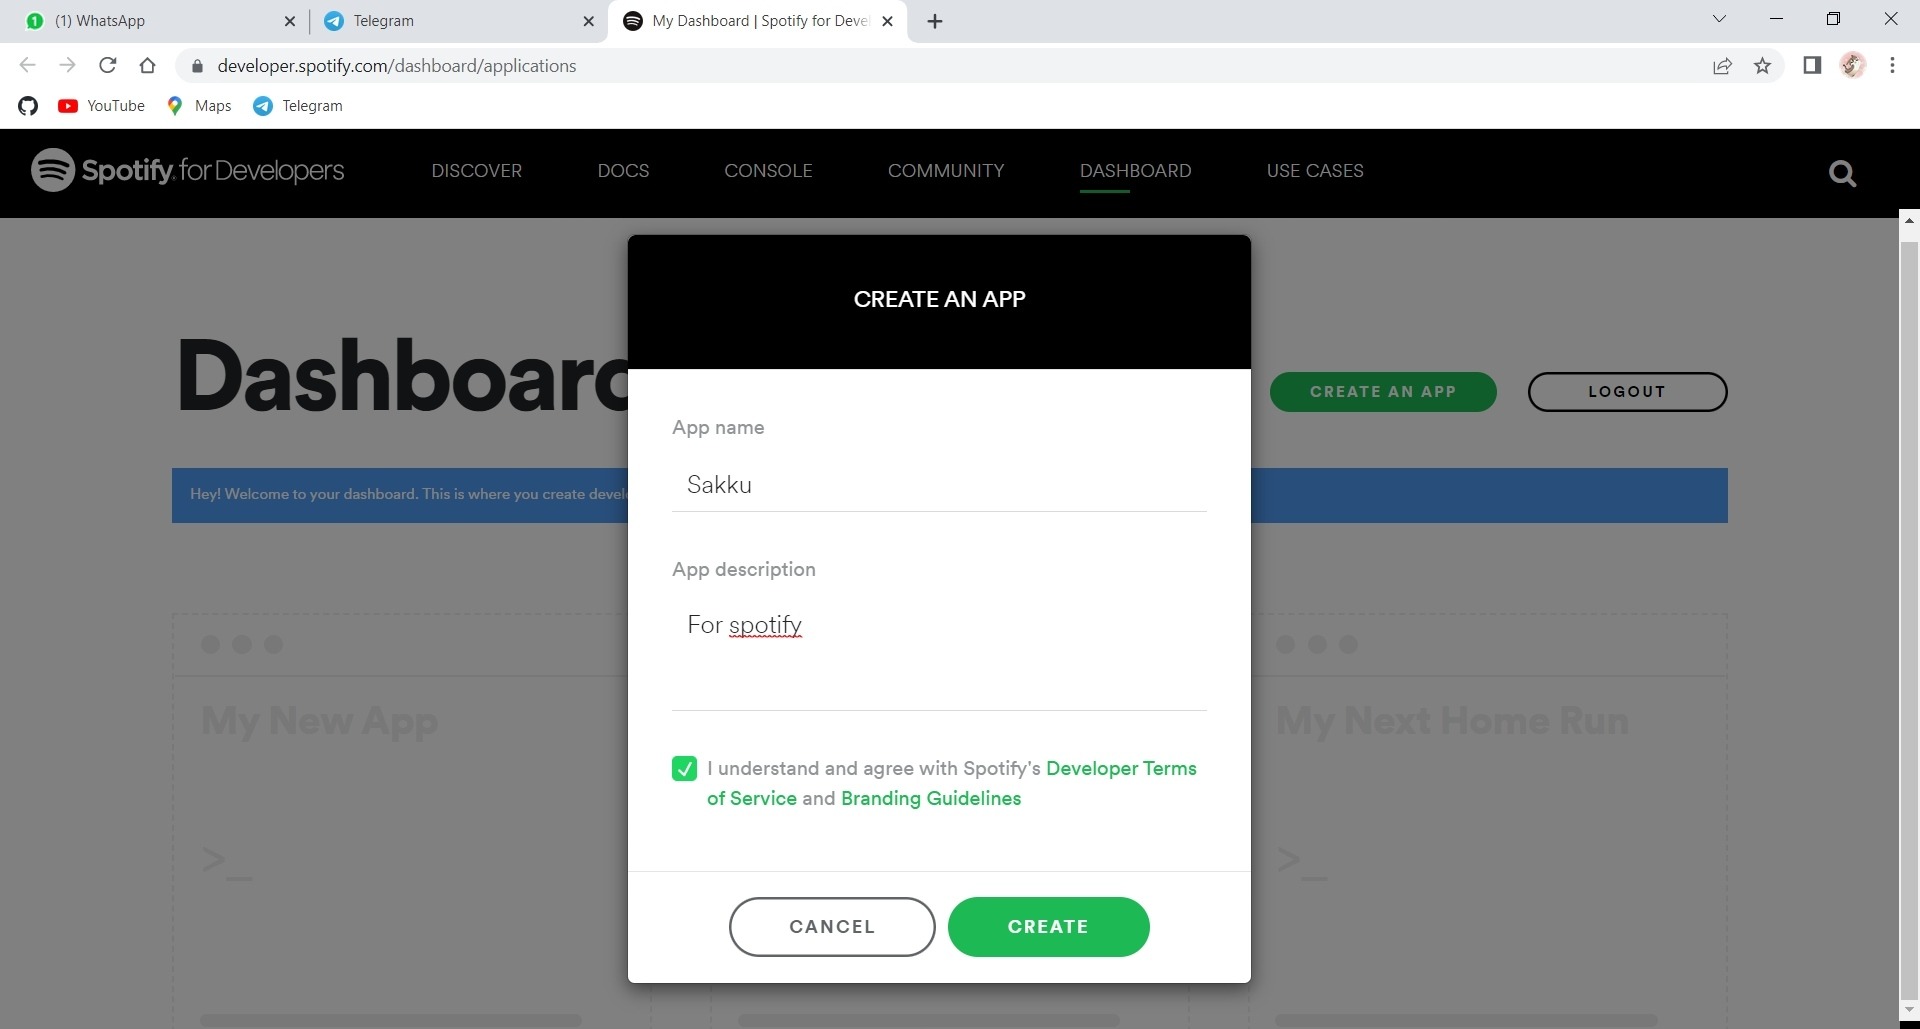 (1) WhatsApp
Telegram
My Dashboard | Spotify for Deve
developer.spotify.com/dashboard/applications
YouTube
Maps
Telegram
Spotify for Developers
DISCOVER
DOCS
CONSOLE
COMMUNITY
DASHBOARD
USE CASES
CREATE AN APP
Dashboard
CREATE AN APP
LOGOUT
App name
Sakku
Hey! Welcome to your dashboard. This is where you create devel
App description
For spotify
My New App
My Next Home Run
I understand and agree with Spotify's Developer Terms
of Service and Branding Guidelines
>_
>_
CANCEL
CREATE